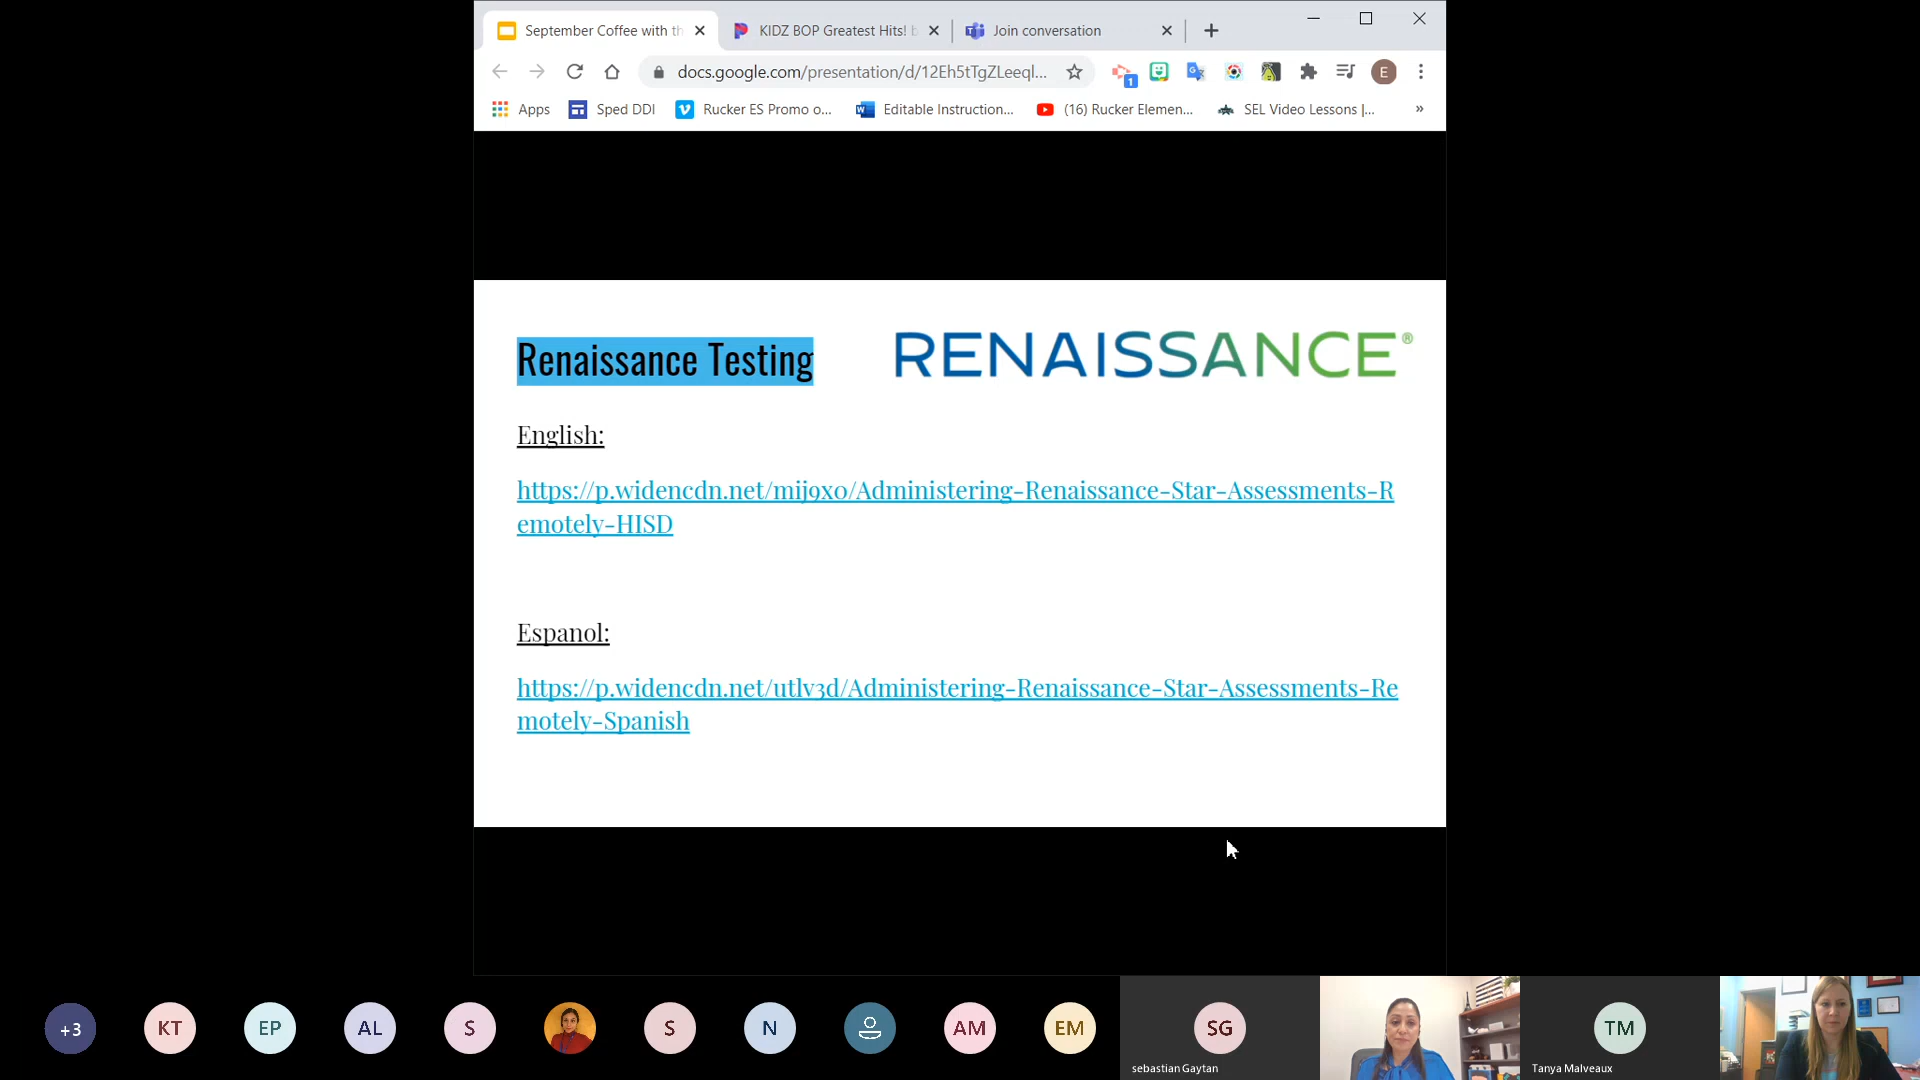 September Coffee with th
KIDZ BOP Greatest Hits! b
Join conversation
docs.google.com/presentation/d/12Eh5tTgZLeeql...
1
E
Apps
Sped DDI
Rucker ES Promo o...
Editable Instruction...
(16) Rucker Elemen...
SEL Video Lessons |...
»
Renaissance Testing
RENAISSANCE®
English:
https://p.widencdn.net/mij9x0/Administering-Renaissance-Star-Assessments-R
emotely-HISD
Espanol:
https://p.widencdn.net/utlv3d/Administering-Renaissance-Star-Assessments-Re
motely-Spanish
+3
KT
EP
AL
S
S
N
AM
EM
SG
TM
sebastian Gaytan
Tanya Malveaux